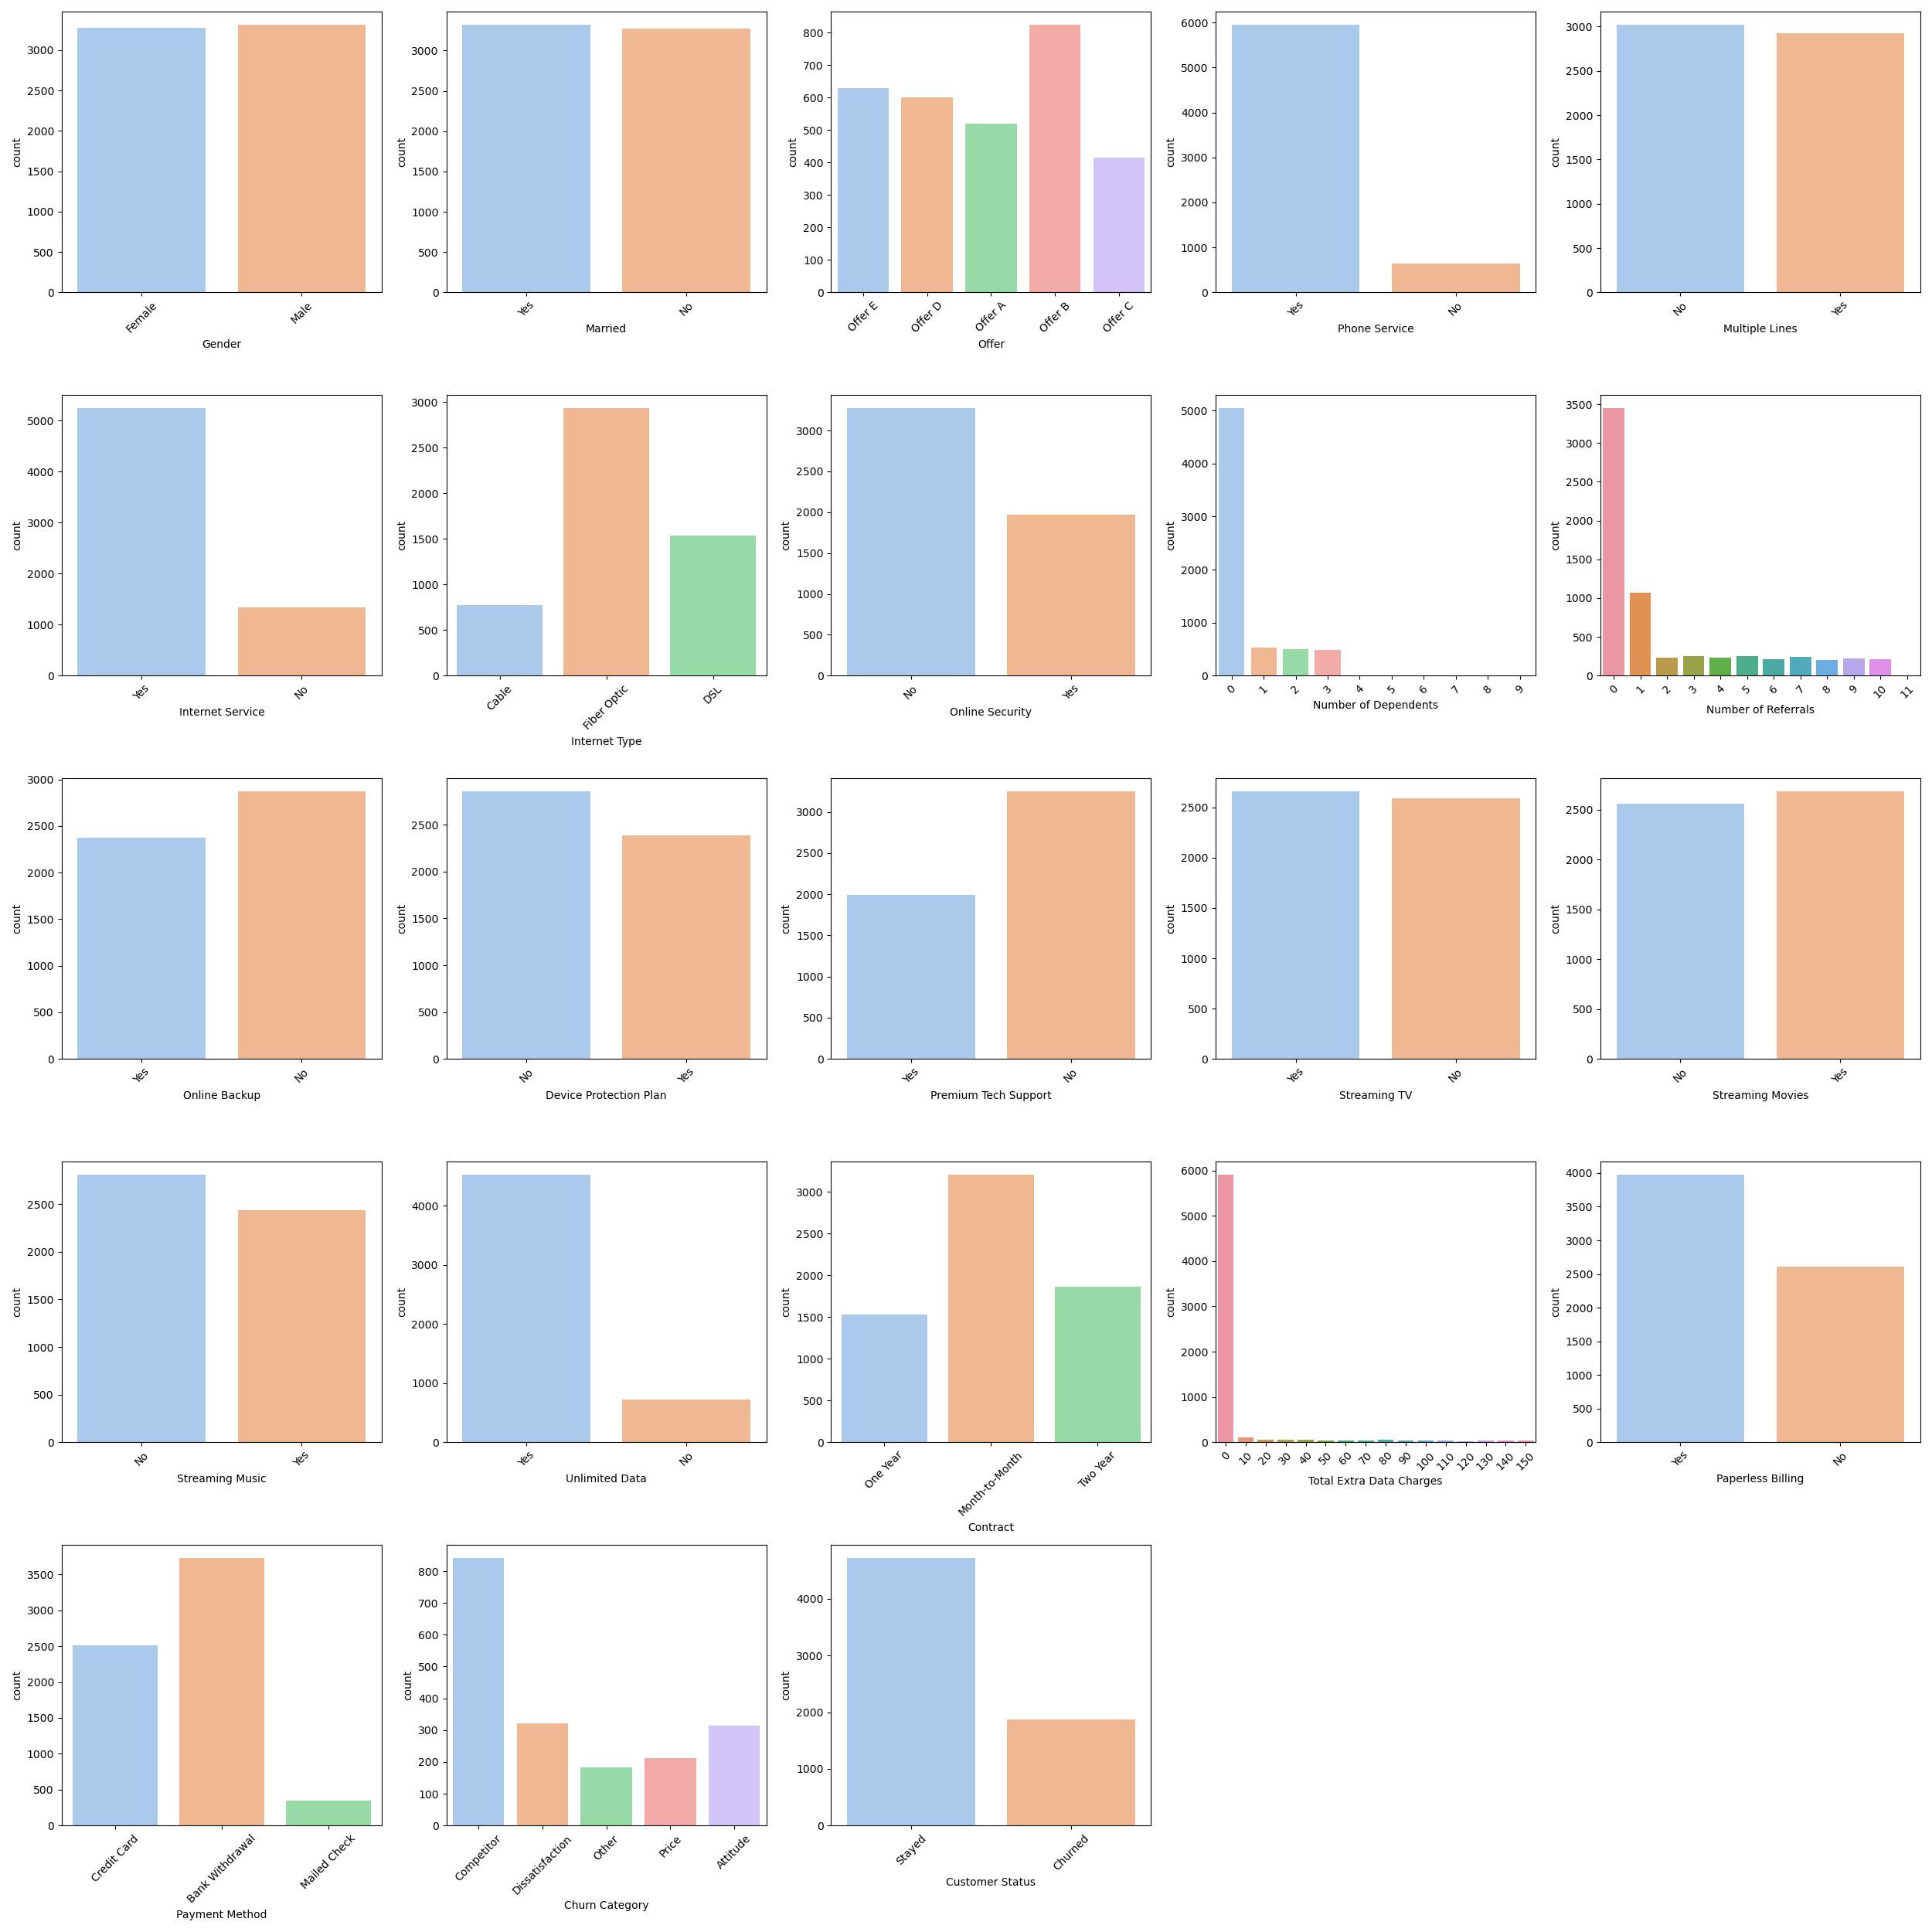 count
3000
2500
2000
1500
1000
500
0
Female
Male
Gender
count
3000
2500
2000
1500
1000
500
0
Yes
No
Married
count
800
700
600
500
400
300
200
100
0
Offer E
Offer D
Offer A
Offer B
Offer C
Offer
count
6000
5000
4000
3000
2000
1000
0
Yes
No
Phone Service
count
3000
2500
2000
1500
1000
500
0
No
Yes
Multiple Lines
count
5000
4000
3000
2000
1000
0
Yes
No
Internet Service
count
3000
2500
2000
1500
1000
500
0
Cable
Fiber Optic
DSL
Internet Type
count
3000
2500
2000
1500
1000
500
0
No
Yes
Online Security
count
5000
4000
3000
2000
1000
0
0
1
2
3
4
5
6
7
8
9
Number of Dependents
count
3500
3000
2500
2000
1500
1000
500
0
0
1
2
3
4
5
6
7
8
9
10
11
Number of Referrals
count
3000
2500
2000
1500
1000
500
0
Yes
No
Online Backup
count
2500
2000
1500
1000
500
0
No
Yes
Device Protection Plan
count
3000
2500
2000
1500
1000
500
0
Yes
No
Premium Tech Support
count
2500
2000
1500
1000
500
0
Yes
No
Streaming TV
count
2500
2000
1500
1000
500
0
No
Yes
Streaming Movies
count
2500
2000
1500
1000
500
0
No
Yes
Streaming Music
count
4000
3000
2000
1000
0
Yes
No
Unlimited Data
count
3000
2500
2000
1500
1000
500
0
One Year
Month-to-Month
Two Year
Contract
count
6000
5000
4000
3000
2000
1000
0
0
10
20
30
40
50
60
70
80
90
100
110
120
130
140
150
Total Extra Data Charges
count
4000
3500
3000
2500
2000
1500
1000
500
0
Yes
No
Paperless Billing
count
3500
3000
2500
2000
1500
1000
500
0
Credit Card
Bank Withdrawal
Mailed Check
Payment Method
count
800
700
600
500
400
300
200
100
0
Competitor
Dissatisfaction
Other
Price
Attitude
Churn Category
count
4000
3000
2000
1000
0
Stayed
Churned
Customer Status